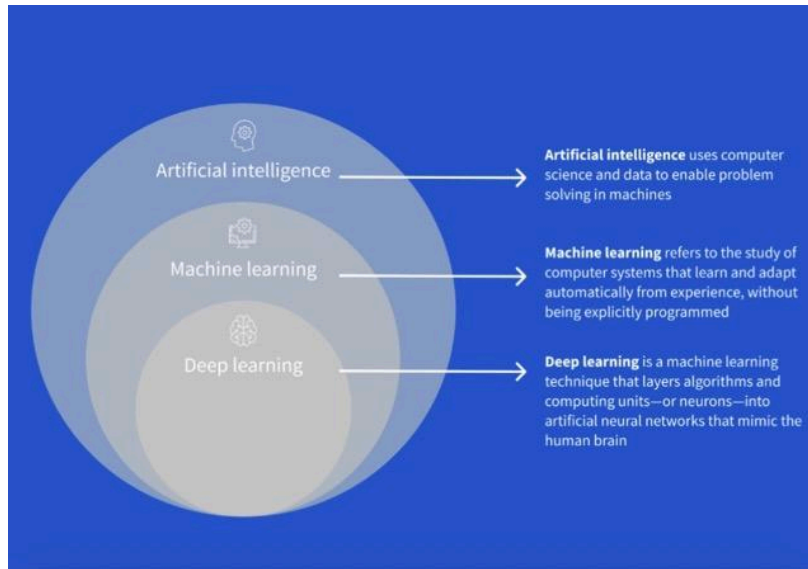 Artificial intelligence
Artificial intelligence uses computer
science and data to enable problem
solving in machines
Machine learning
Machine learning refers to the study of
computer systems that learn and adapt
automatically from experience, without
being explicitly programmed
Deep learning
Deep learning is a machine learning
technique that layers algorithms and
computing units—or neurons—into
artificial neural networks that mimic the
human brain